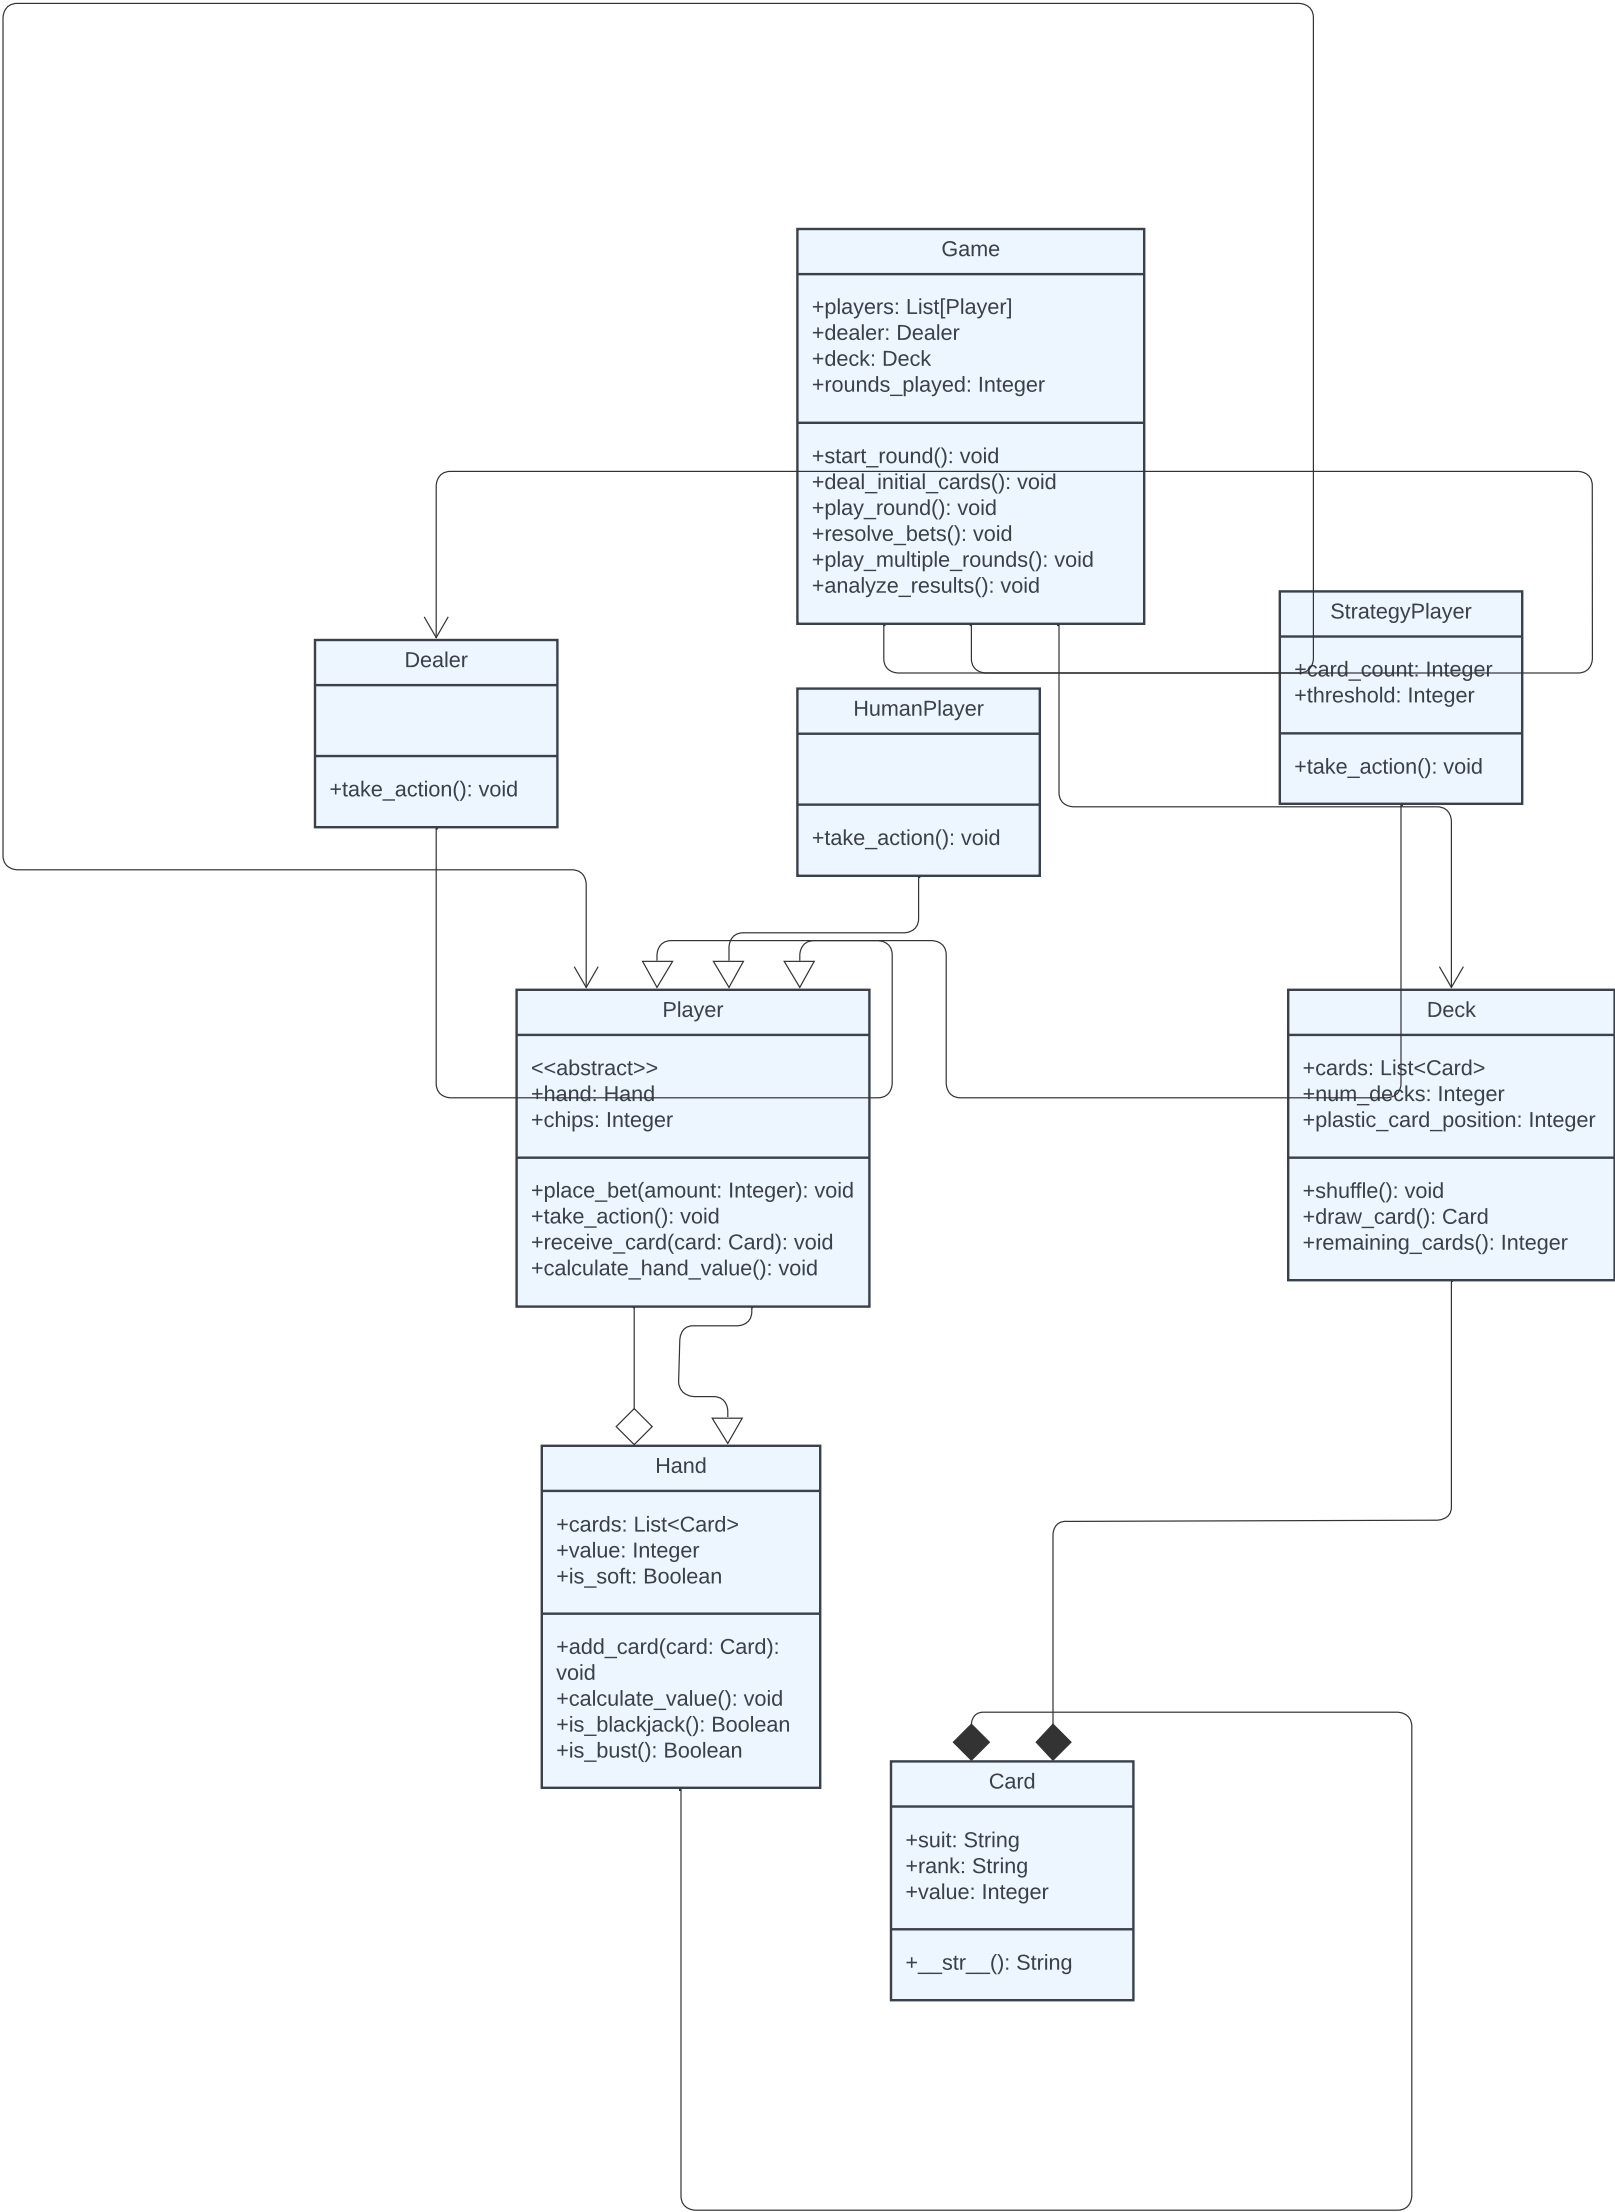 Game
+players: List[Player]
+dealer: Dealer
+deck: Deck
+rounds_played: Integer
+start_round(): void
+deal_initial_cards(): void
+play_round(): void
+resolve_bets(): void
+play_multiple_rounds(): void
+analyze_results(): void
StrategyPlayer
+card_count: Integer
+threshold: Integer
+take_action(): void
Dealer
+take_action(): void
HumanPlayer
+take_action(): void
Player
<<abstract>>
+hand: Hand
+chips: Integer
+place_bet(amount: Integer): void
+take_action(): void
+receive_card(card: Card): void
+calculate_hand_value(): void
Deck
+cards: List<Card>
+num_decks: Integer
+plastic_card_position: Integer
+shuffle(): void
+draw_card(): Card
+remaining_cards(): Integer
Hand
+cards: List<Card>
+value: Integer
+is_soft: Boolean
+add_card(card: Card):
void
+calculate_value(): void
+is_blackjack(): Boolean
+is_bust(): Boolean
Card
+suit: String
+rank: String
+value: Integer
+__str__(): String